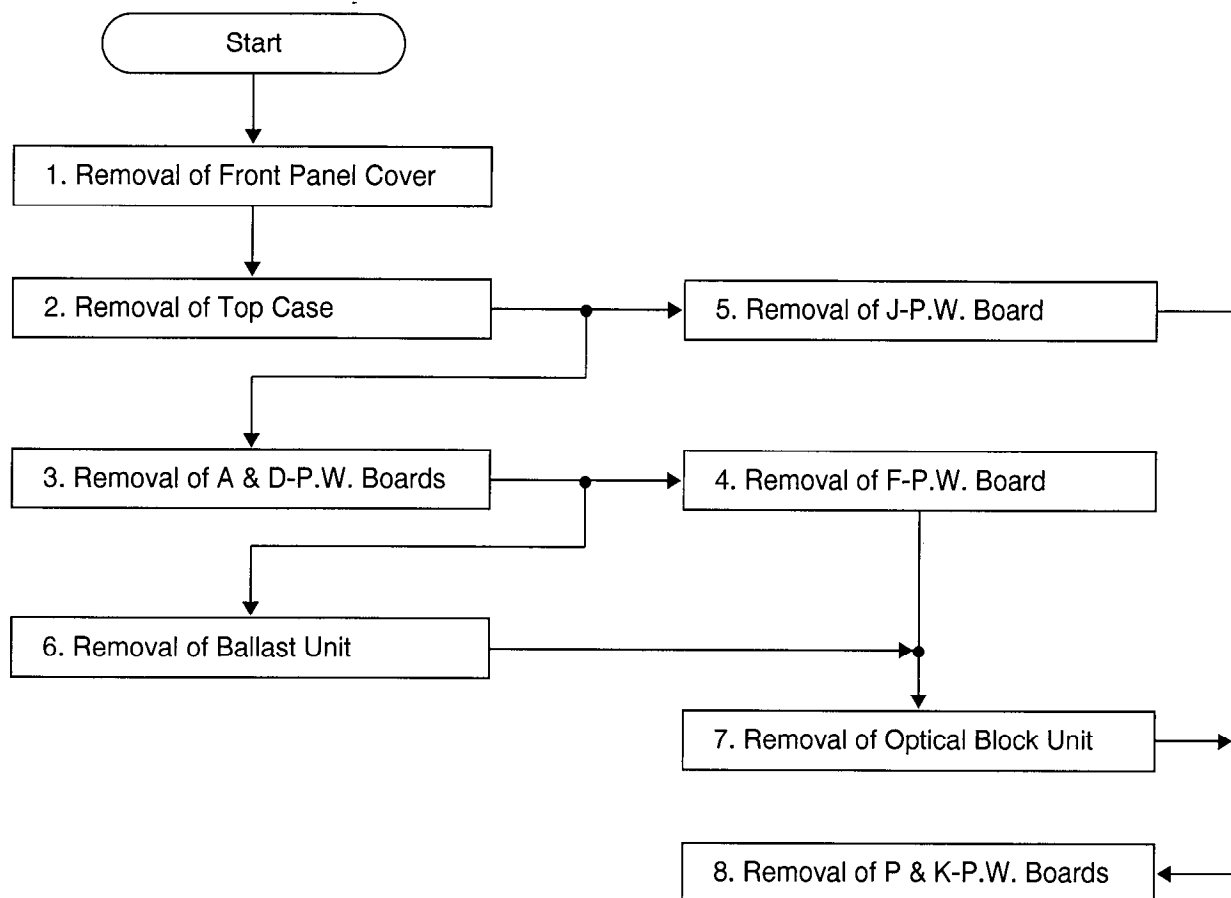 Start
1. Removal of Front Panel Cover
2. Removal of Top Case
5. Removal of J-P.W. Board
3. Removal of A & D-P.W. Boards
4. Removal of F-P.W. Board
6. Removal of Ballast Unit
7. Removal of Optical Block Unit
8. Removal of P & K-P.W. Boards